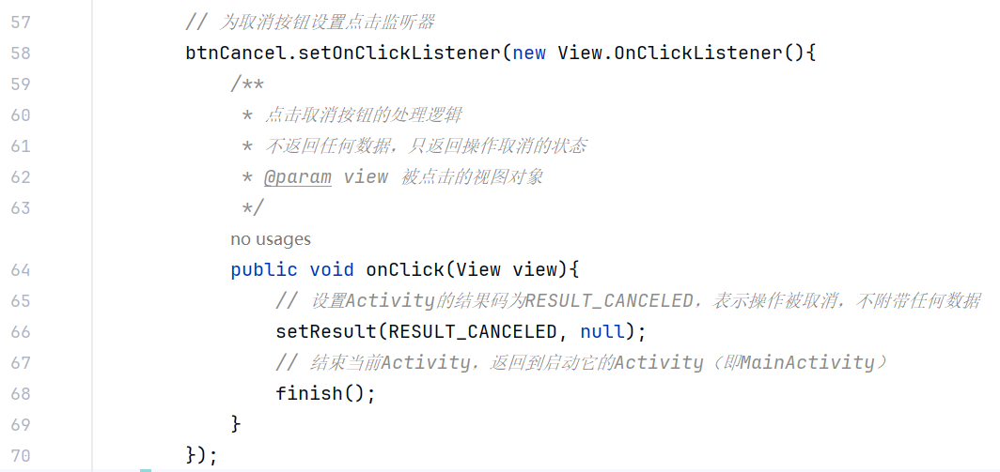 57 // 为取消按钮设置点击监听器
58 btnCancel.setOnClickListener(new View.OnClickListener(){
59 /**
60 * 点击取消按钮的处理逻辑
61 * 不返回任何数据，只返回操作取消的状态
62 * @param view 被点击的视图对象
63 */
no usages
64 public void onClick(View view){
65 // 设置Activity的结果码为RESULT_CANCELED，表示操作被取消，不附带任何数据
66 setResult(RESULT_CANCELED, null);
67 // 结束当前Activity，返回到启动它的Activity（即MainActivity）
68 finish();
69 }
70 });